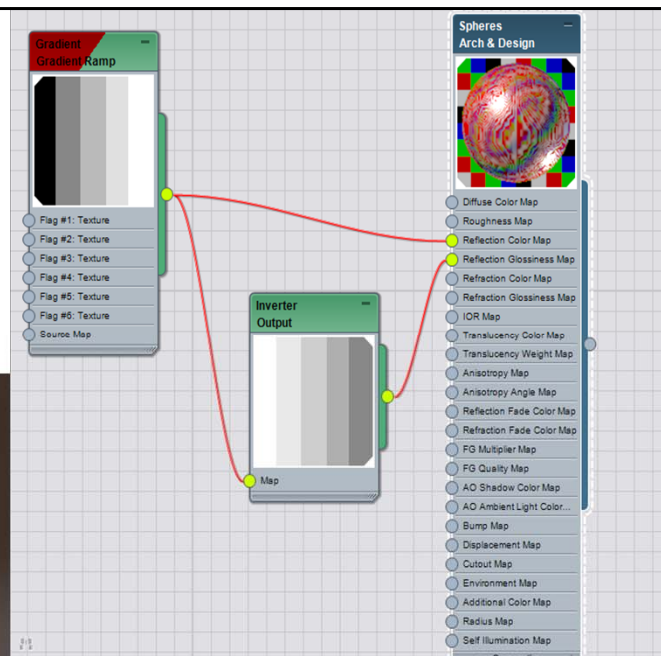 Gradient
Gradient Ramp
Flag #1: Texture
Flag #2: Texture
Flag #3: Texture
Flag #4: Texture
Flag #5: Texture
Flag #6: Texture
Source Map
Inverter
Output
Map
Spheres
Arch & Design
Diffuse Color Map
Roughness Map
Reflection Color Map
Reflection Glossiness Map
Refraction Color Map
Refraction Glossiness Map
IOR Map
Translucency Color Map
Translucency Weight Map
Anisotropy Map
Anisotropy Angle Map
Reflection Fade Color Map
Refraction Fade Color Map
FG Multiplier Map
FG Quality Map
AO Shadow Color Map
AO Ambient Light Color...
Bump Map
Displacement Map
Cutout Map
Environment Map
Additional Color Map
Radius Map
Self Illumination Map